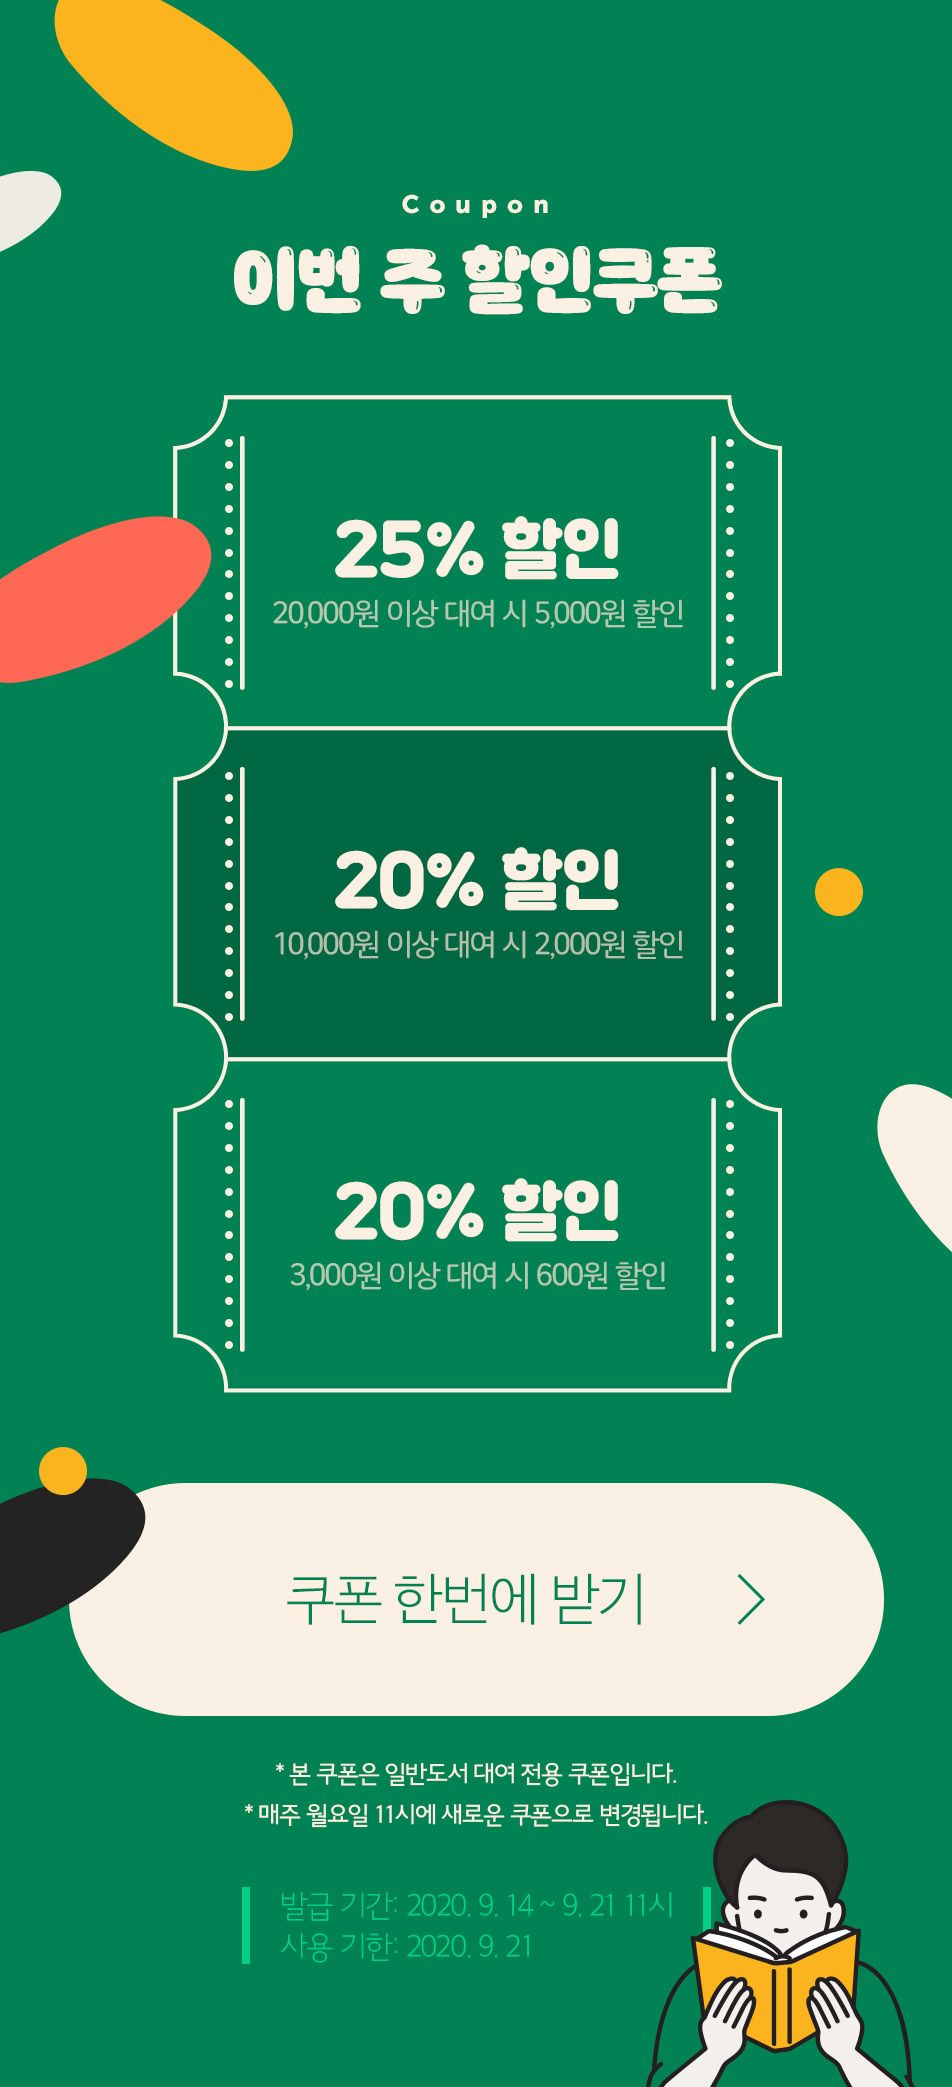 Coupon
이번 주 할인쿠폰
25% 할인
20,000원 이상 대여 시 5,000원 할인
20% 할인
10,000원 이상 대여 시 2,000원 할인
20% 할인
3,000원 이상 대여 시 600원 할인
쿠폰 한번에 받기
* 본 쿠폰은 일반도서 대여 전용 쿠폰입니다.
* 매주 월요일 11시에 새로운 쿠폰으로 변경됩니다.
발급 기간: 2020. 9. 14 ~ 9. 21 11시
사용 기한: 2020. 9. 21